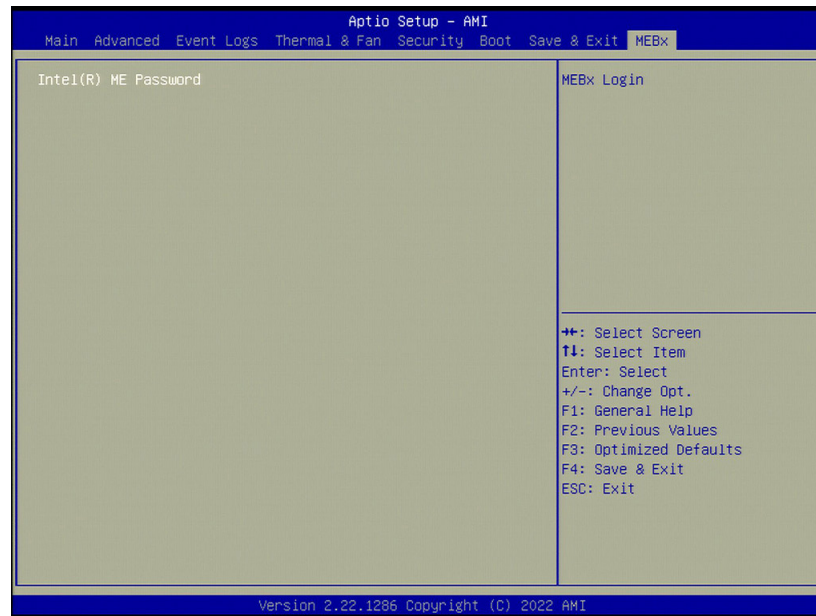 Aptio Setup - AMI
Main Advanced Event Logs Thermal & Fan Security Boot Save & Exit MEBx
Intel(R) ME Password
MEBx Login
→←: Select Screen
↑↓: Select Item
Enter: Select
+/-: Change Opt.
F1: General Help
F2: Previous Values
F3: Optimized Defaults
F4: Save & Exit
ESC: Exit
Version 2.22.1286 Copyright (C) 2022 AMI